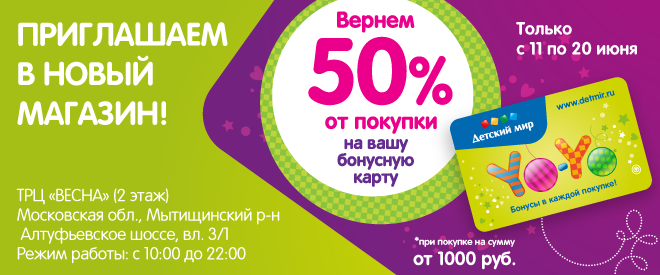 ПРИГЛАШАЕМ
В НОВЫЙ
МАГАЗИН!
ТРЦ «ВЕСНА» (2 этаж)
Московская обл., Мытищинский р-н
Алтуфьевское шоссе, вл. 3/1
Режим работы: с 10:00 до 22:00
Вернем
50%
от покупки
на вашу
бонусную
карту
Только
с 11 по 20 июня
www.detmir.ru
Детский мир
YO-YO
Бонусы в каждой покупке!
*при покупке на сумму
от 1000 руб.